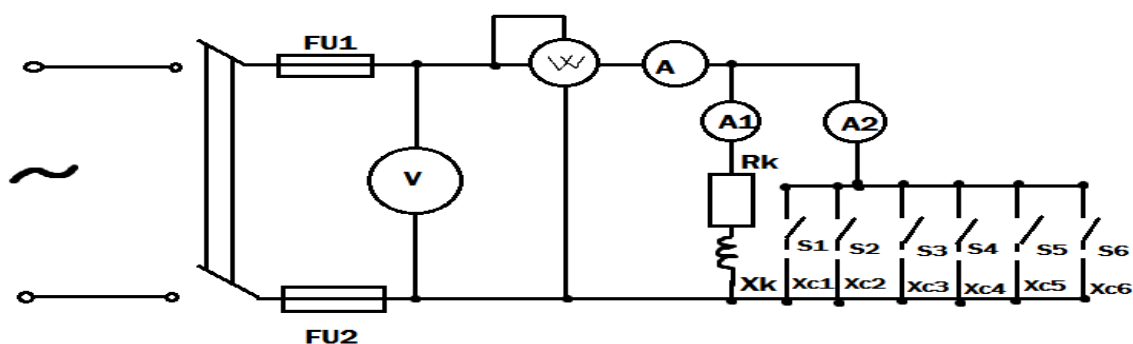 FU1
W
A
A1
A2
V
Rk
S1
S2
S3
S4
S5
S6
Xk
Xc1
Xc2
Xc3
Xc4
Xc5
Xc6
FU2